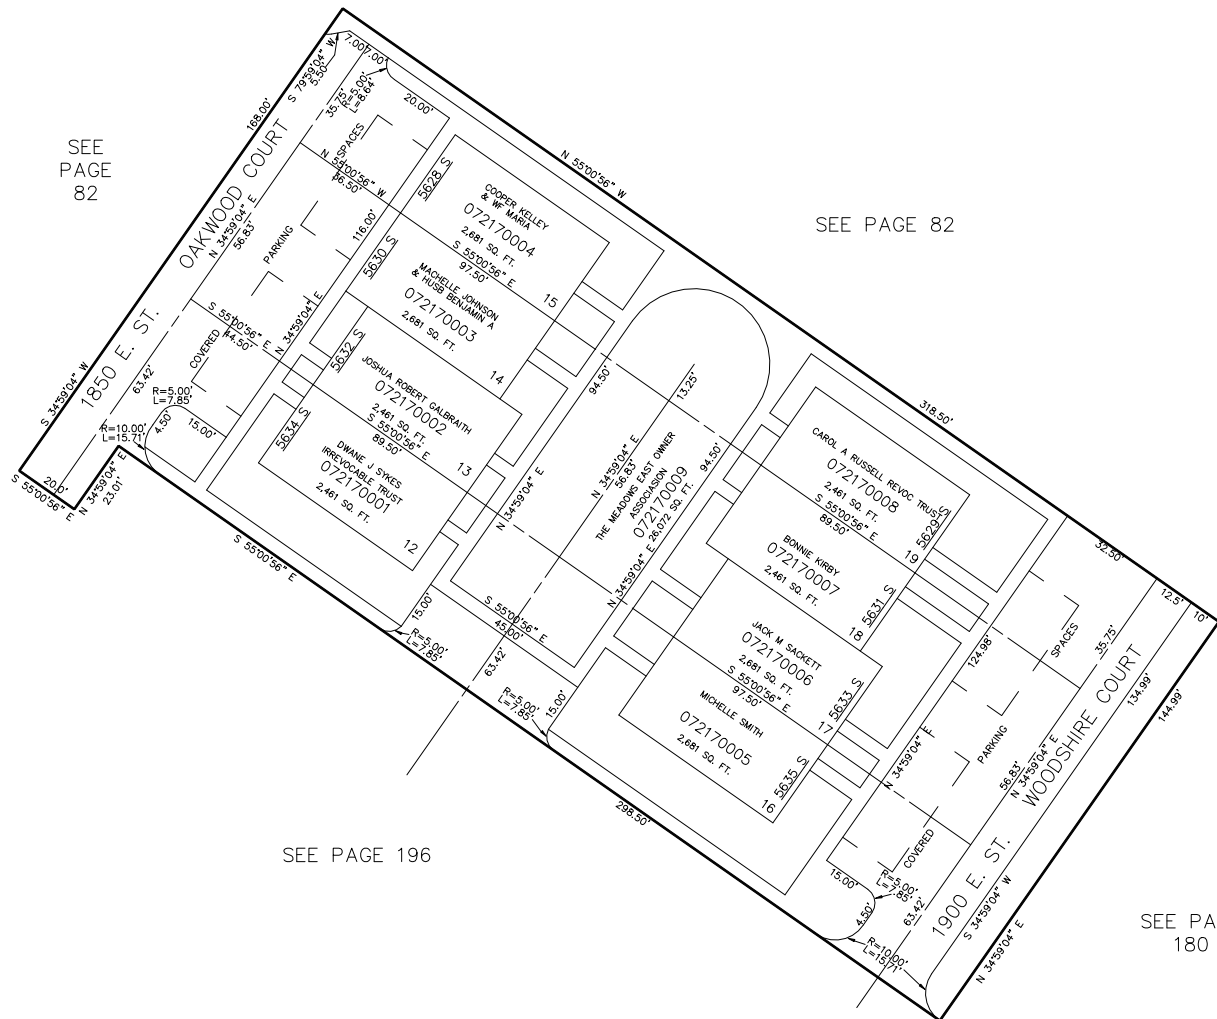 SEE
PAGE
82
SEE PAGE 82
SEE PAGE 196
SEE PA
180
168.00'
S 79°59'04" W
5.50'
7.00'
7.00'
R=5.00'
L=8.64'
35.75'
20.00'
SPACES
N 55°00'56" W
56.50'
OAKWOOD COURT
N 34°59'04" E
56.83'
PARKING
116.00'
N 34°59'04" E
S 55°00'56" E
44.50'
COVERED
1850 E. ST.
63.42'
S 34°59'04" W
R=5.00'
L=7.85'
4.50'
15.00'
R=10.00'
L=15.71'
20.0'
S 55°00'56" E
N 34°59'04" E
23.01'
S 55°00'56" E
N 55°00'56" W
318.50'
5628 S
COOPER KELLEY
& WF MARIA
072170004
2,681 SQ. FT.
S 55°00'56" E
97.50'
15
5630 S
MACHELLE JOHNSON
& HUSB BENJAMIN A
072170003
2,681 SQ. FT.
14
5632 S
JOSHUA ROBERT GALBRAITH
072170002
2,461 SQ. FT.
S 55°00'56" E
89.50'
13
5634 S
DWANE J SYKES
IRREVOCABLE TRUST
072170001
2,461 SQ. FT.
12
94.50'
N 34°59'04" E
13.25'
N 34°59'04" E
56.83'
THE MEADOWS EAST OWNER
ASSOCIASION
072170009
26,072 SQ. FT.
94.50'
N 34°59'04" E
S 55°00'56" E
45.00'
63.42'
15.00'
R=5.00'
L=7.85'
15.00'
R=5.00'
L=7.85'
298.50'
CAROL A RUSSELL REVOC TRUST
072170008
2,461 SQ. FT.
S 55°00'56" E
89.50'
5629 S
19
BONNIE KIRBY
072170007
2,461 SQ. FT.
5631 S
18
JACK M SACKETT
072170006
2,681 SQ. FT.
S 55°00'56" E
97.50'
5633 S
17
MICHELLE SMITH
072170005
2,681 SQ. FT.
5635 S
16
32.50'
12.5'
10'
35.75'
SPACES
124.98'
N 34°59'04" E
PARKING
N 34°59'04" E
56.83'
WOODSHIRE COURT
134.99'
144.99'
COVERED
1900 E. ST.
S 34°59'04" W
N 34°59'04" E
15.00'
R=5.00'
L=7.85'
4.50'
63.42'
R=10.00'
L=15.71'